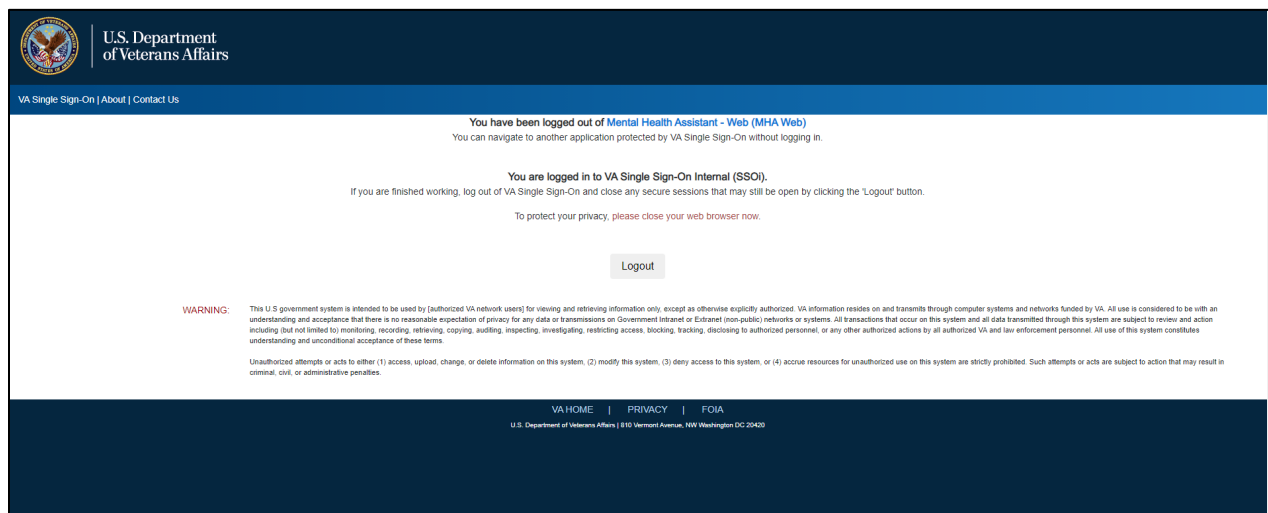 U.S. Department
of Veterans Affairs
VA Single Sign-On | About | Contact Us
You have been logged out of Mental Health Assistant - Web (MHA Web)
You can navigate to another application protected by VA Single Sign-On without logging in.
You are logged in to VA Single Sign-On Internal (SSOi).
If you are finished working, log out of VA Single Sign-On and close any secure sessions that may still be open by clicking the 'Logout' button.
To protect your privacy, please close your web browser now.
Logout
WARNING: This U.S government system is intended to be used by [authorized VA network users] for viewing and retrieving information only, except as otherwise explicitly authorized. VA information resides on and transmits through computer systems and networks funded by VA. All use is considered to be with an
understanding and acceptance that there is no reasonable expectation of privacy for any data or transmissions on Government Intranet or Extranet (non-public) networks or systems. All transactions that occur on this system and all data transmitted through this system are subject to review and action
including (but not limited to) monitoring, recording, retrieving, copying, auditing, inspecting, investigating, restricting access, blocking, tracking, disclosing to authorized personnel, or any other authorized actions by all authorized VA and law enforcement personnel. All use of this system constitutes
understanding and unconditional acceptance of these terms.
Unauthorized attempts or acts to either (1) access, upload, change, or delete information on this system, (2) modify this system, (3) deny access to this system, or (4) accrue resources for unauthorized use on this system are strictly prohibited. Such attempts or acts are subject to action that may result in
criminal, civil, or administrative penalties.
VA HOME | PRIVACY | FOIA
U.S. Department of Veterans Affairs | 810 Vermont Avenue, NW Washington DC 20420